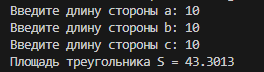 Введите длину стороны a: 10
Введите длину стороны b: 10
Введите длину стороны c: 10
Площадь треугольника S = 43.3013